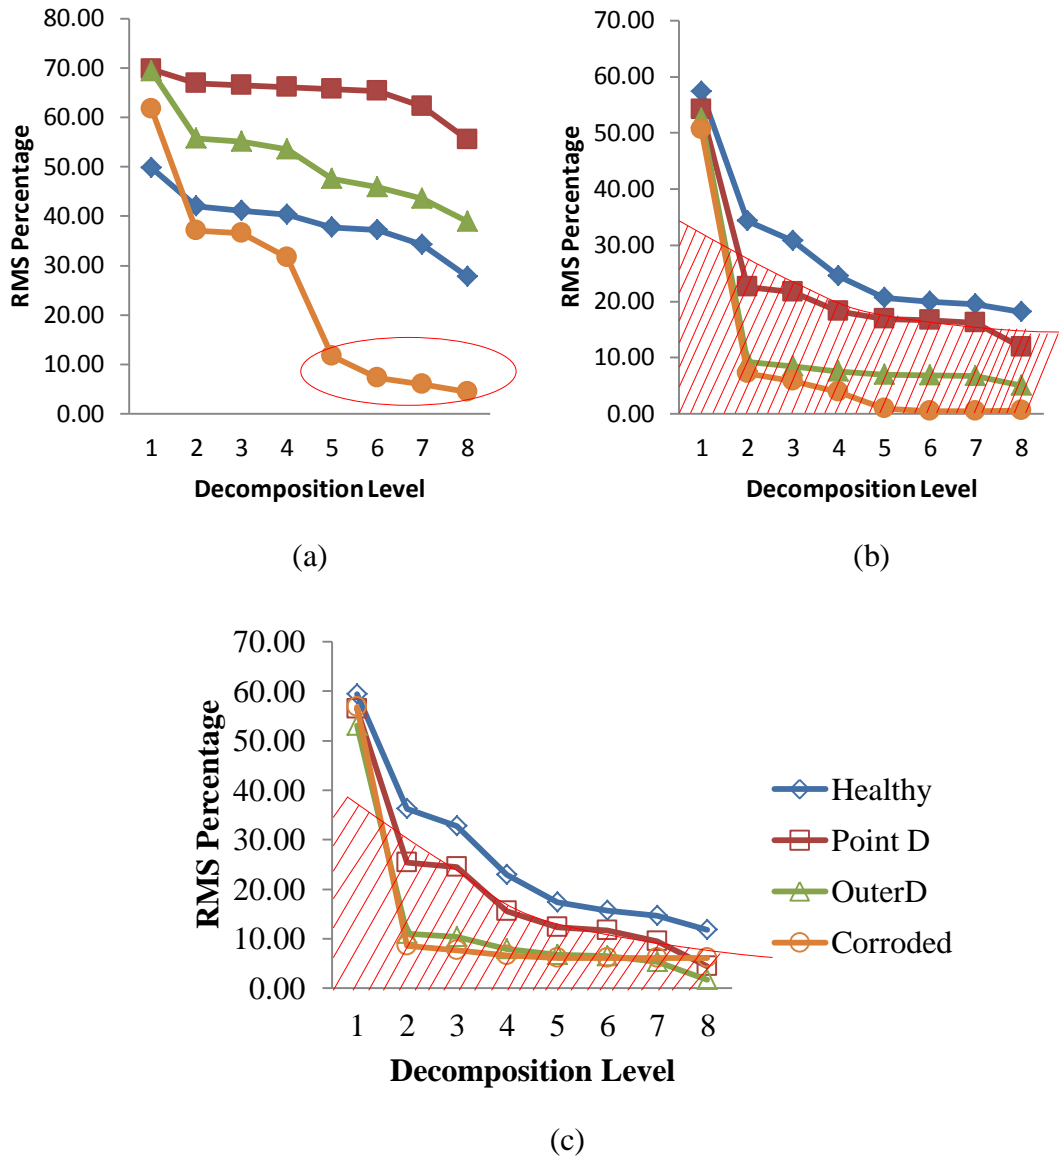 80.00
70.00
60.00
50.00
40.00
30.00
20.00
10.00
0.00
RMS Percentage
1 2 3 4 5 6 7 8
Decomposition Level
(a)
70.00
60.00
50.00
40.00
30.00
20.00
10.00
0.00
RMS Percentage
1 2 3 4 5 6 7 8
Decomposition Level
(b)
70.00
60.00
50.00
40.00
30.00
20.00
10.00
0.00
RMS Percentage
1 2 3 4 5 6 7 8
Decomposition Level
Healthy
Point D
OuterD
Corroded
(c)